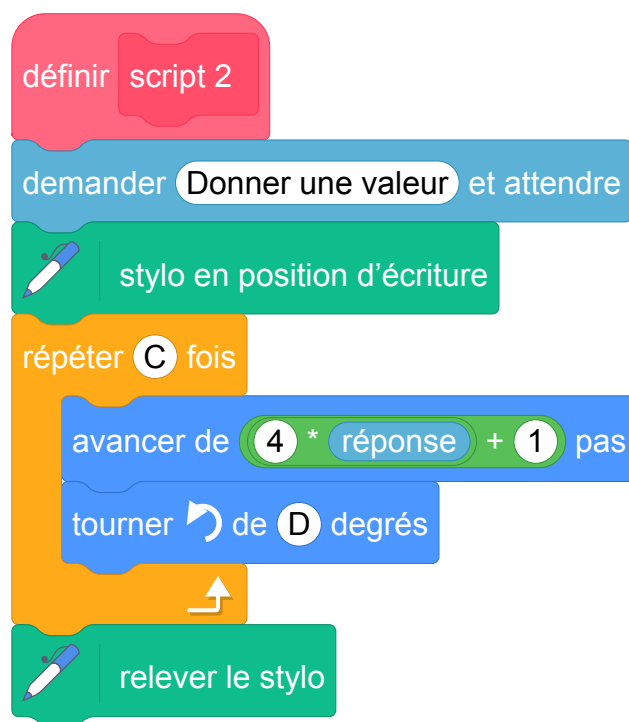 définir script 2
demander Donner une valeur et attendre
stylo en position d’écriture
répéter C fois
avancer de 4 * réponse + 1 pas
tourner de D degrés
relever le stylo